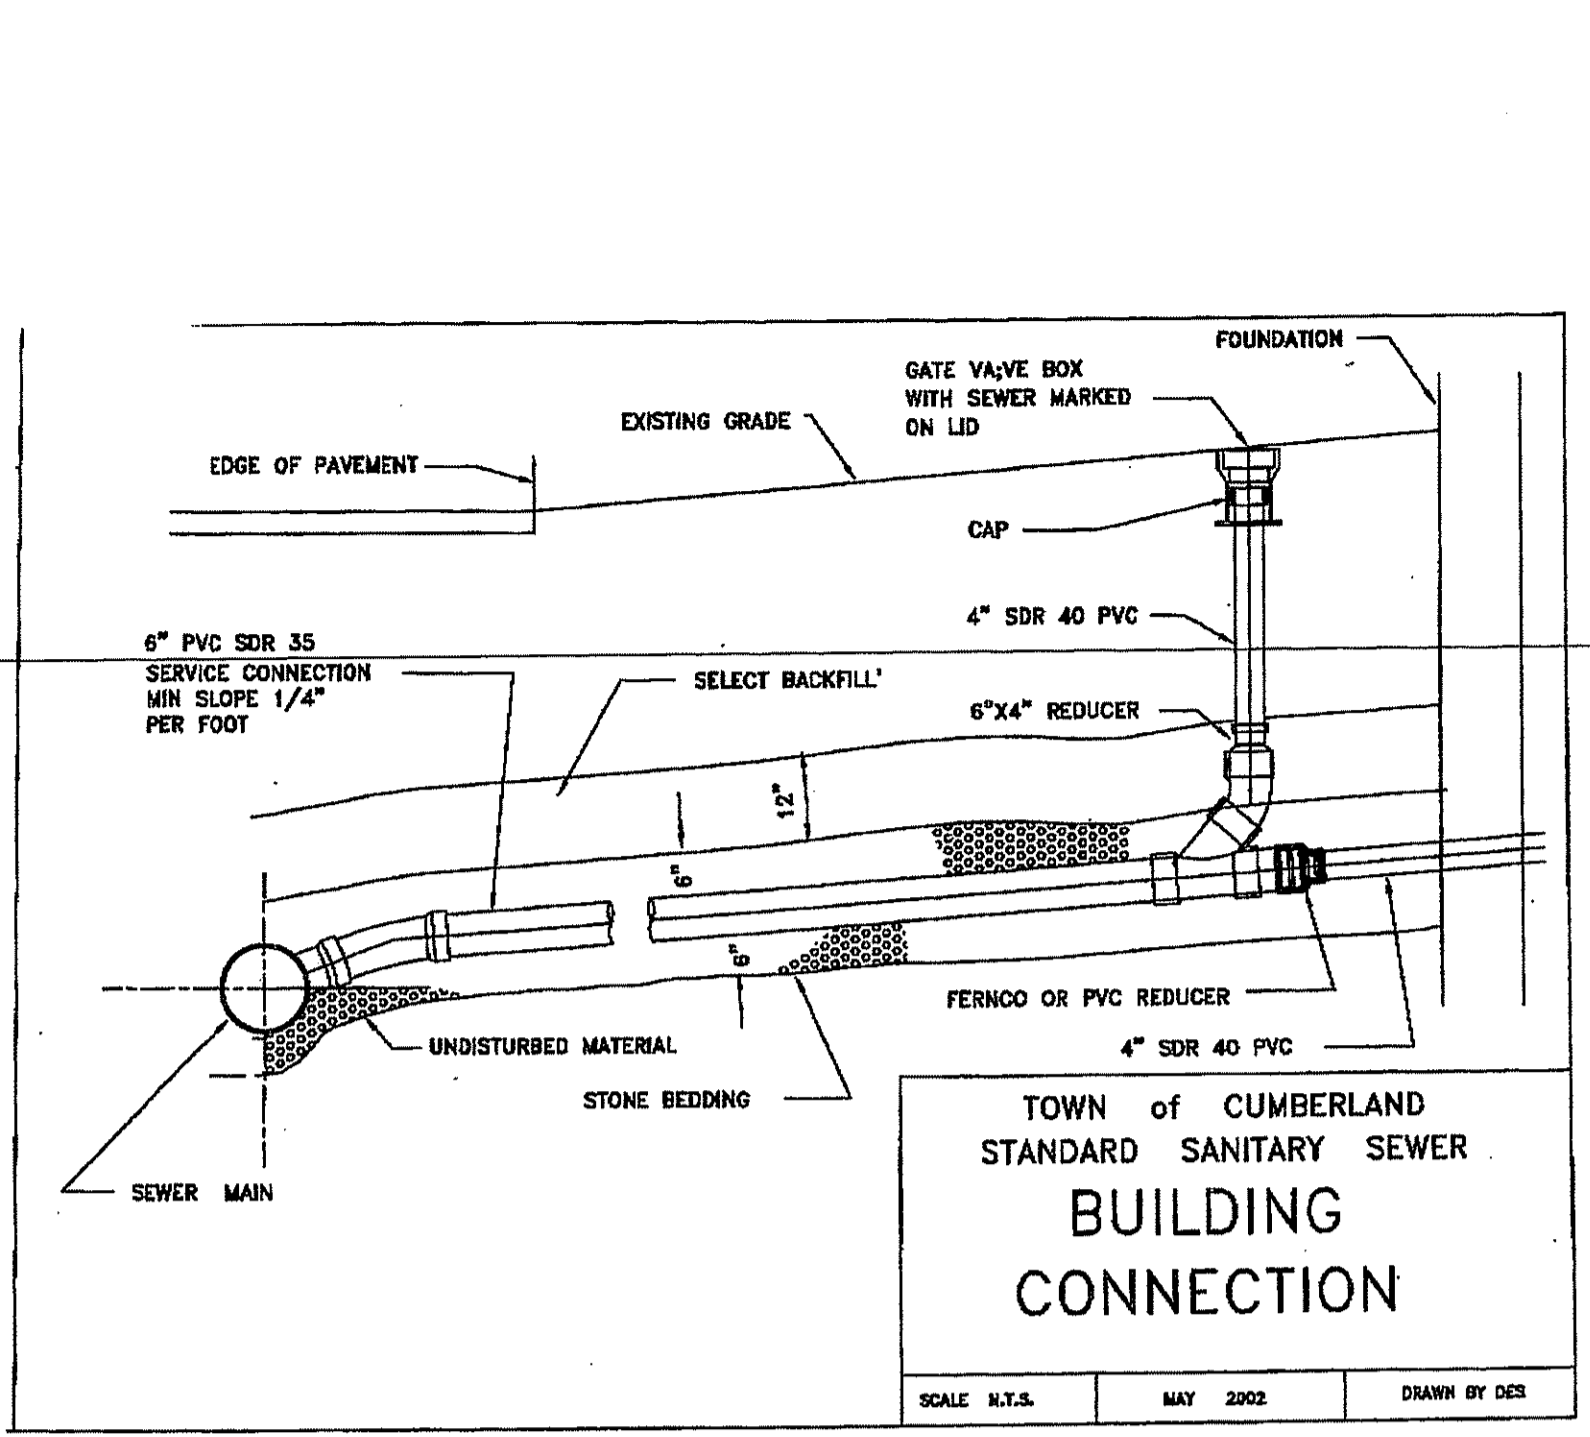 FOUNDATION
GATE VA;VE BOX
WITH SEWER MARKED
ON LID
EXISTING GRADE
EDGE OF PAVEMENT
CAP
4" SDR 40 PVC
6" PVC SDR 35
SERVICE CONNECTION
MIN SLOPE 1/4"
PER FOOT
SELECT BACKFILL'
6"X4" REDUCER
12"
6"
6"
FERNCO OR PVC REDUCER
UNDISTURBED MATERIAL
4" SDR 40 PVC
STONE BEDDING
SEWER MAIN
TOWN of CUMBERLAND
STANDARD SANITARY SEWER
BUILDING
CONNECTION
SCALE N.T.S.
MAY 2002
DRAWN BY DES